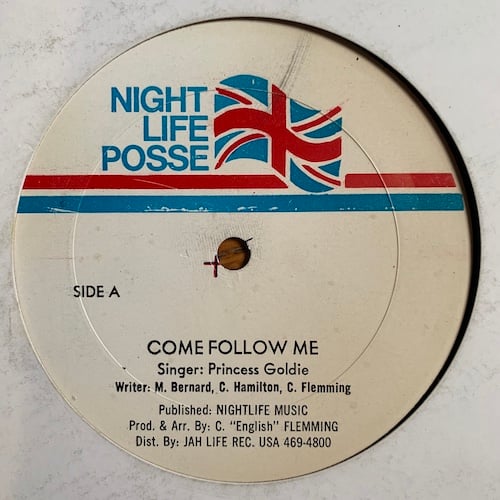 NIGHT
LIFE
POSSE
SIDE A
COME FOLLOW ME
Singer: Princess Goldie
Writer: M. Bernard, C. Hamilton, C. Flemming
Published: NIGHTLIFE MUSIC
Prod. & Arr. By: C. "English" FLEMMING
Dist. By: JAH LIFE REC. USA 469-4800